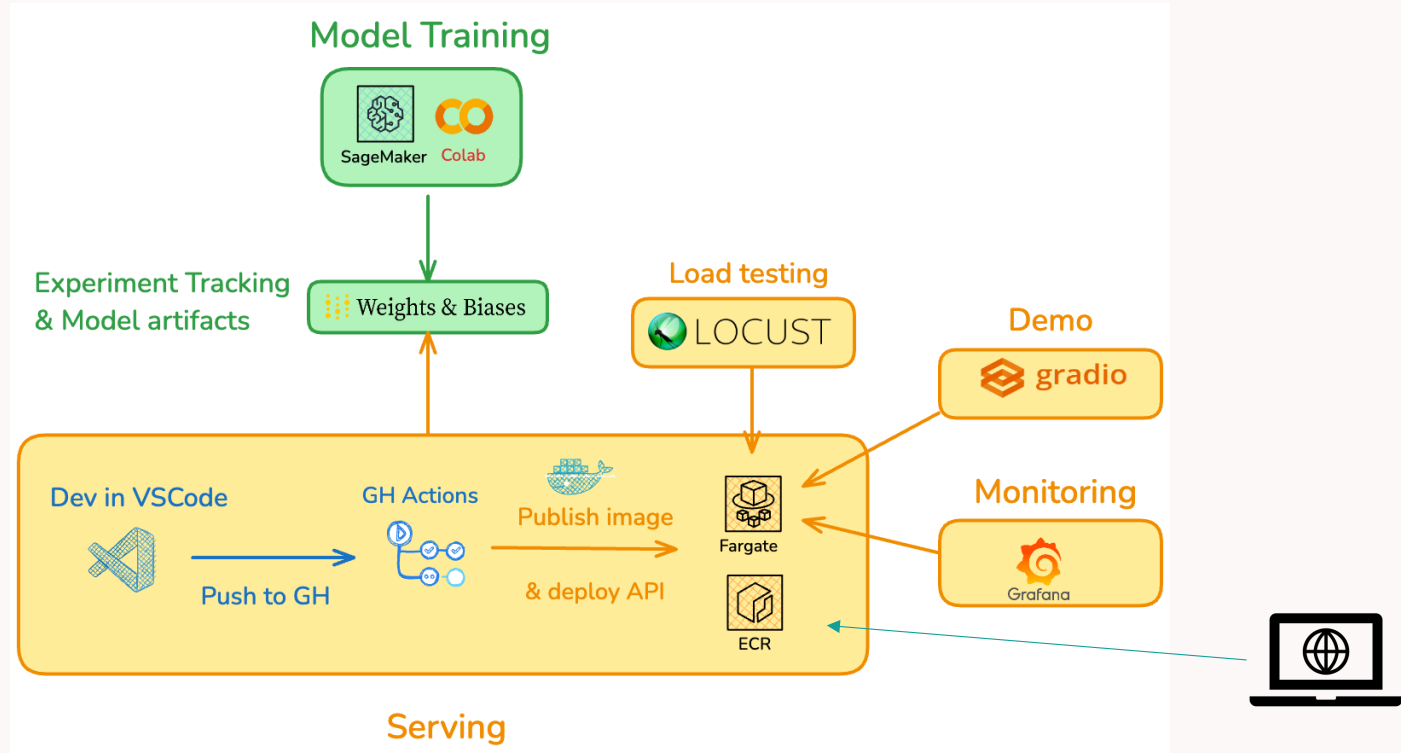 Model Training
SageMaker
Colab
Experiment Tracking
& Model artifacts
Weights & Biases
Load testing
LOCUST
Demo
gradio
Dev in VSCode
GH Actions
Publish image
Push to GH
& deploy API
Fargate
ECR
Monitoring
Grafana
Serving